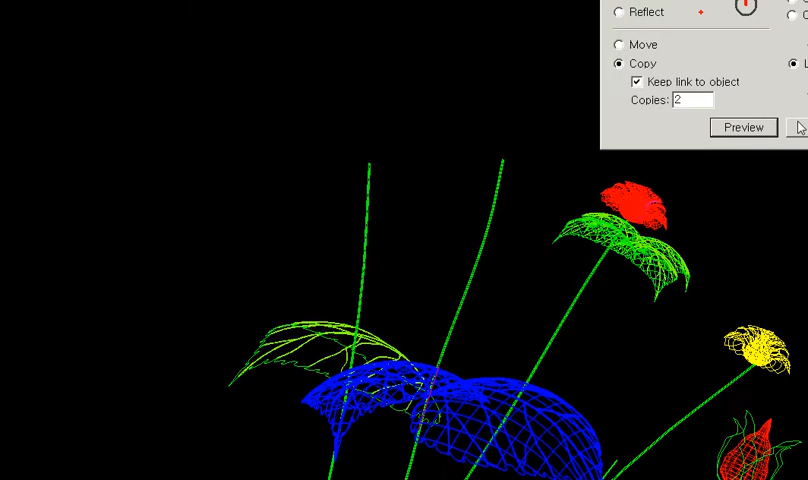 Reflect
Move
Copy
Keep link to object
Copies: 2
Preview